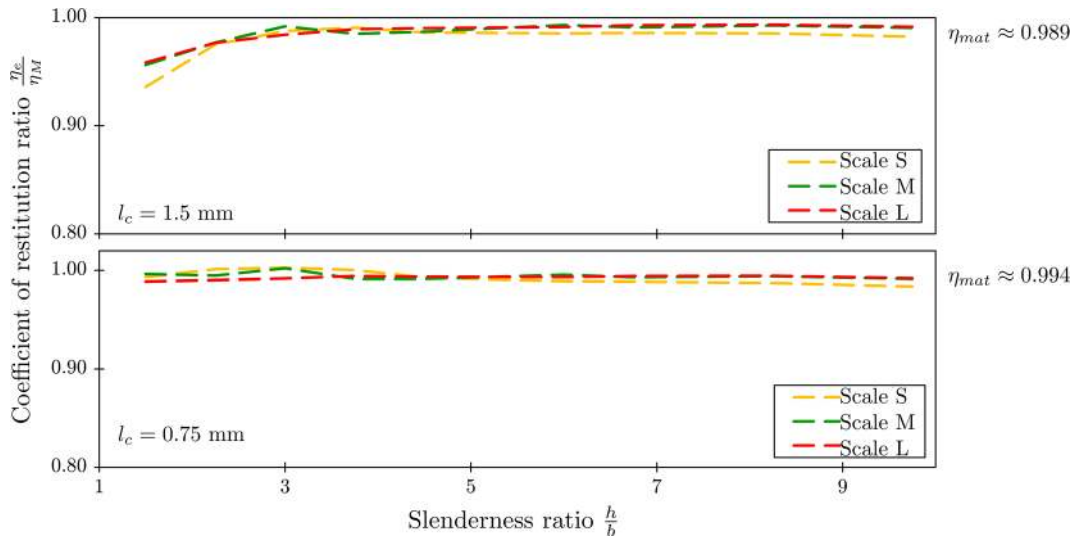 Coefficient of restitution ratio η_e/η_M
1.00
0.90
0.80
l_c = 1.5 mm
Scale S
Scale M
Scale L
η_mat ≈ 0.989
1.00
0.90
0.80
l_c = 0.75 mm
Scale S
Scale M
Scale L
η_mat ≈ 0.994
1 3 5 7 9
Slenderness ratio h/b